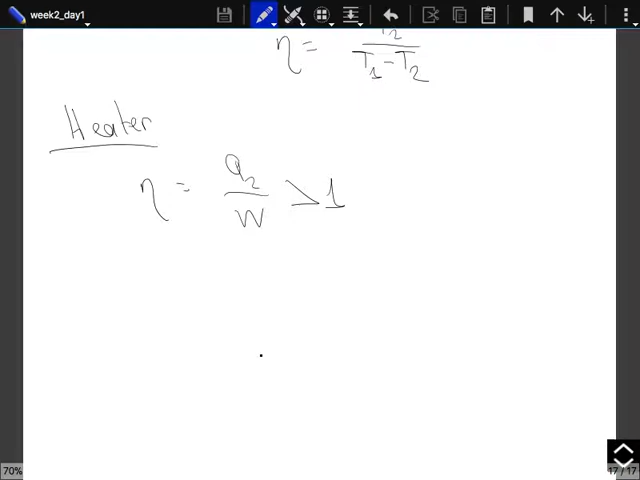 week2_day1
η = T₂ / (T₁ - T₂)
Heater
η = Q₂ / W > 1
70%
17 / 17